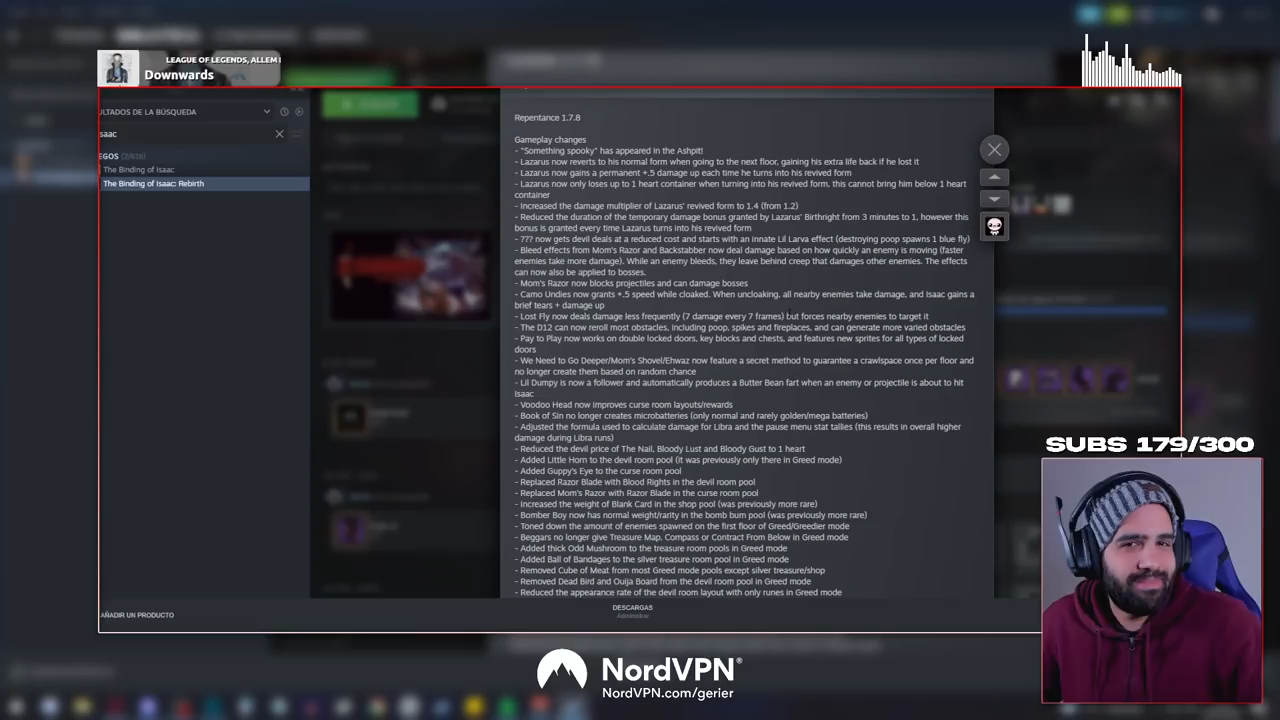 LEAGUE OF LEGENDS, ALLEM
Downwards
ULTADOS DE LA BÚSQUEDA
saac
EGOS (2/616)
The Binding of Isaac
The Binding of Isaac: Rebirth
AÑADIR UN PRODUCTO
Repentance 1.7.8
Gameplay changes
- "Something spooky" has appeared in the Ashpit!
- Lazarus now reverts to his normal form when going to the next floor, gaining his extra life back if he lost it
- Lazarus now gains a permanent +.5 damage up each time he turns into his revived form
- Lazarus now only loses up to 1 heart container when turning into his revived form, this cannot bring him below 1 heart
container
- Increased the damage multiplier of Lazarus' revived form to 1.4 (from 1.2)
- Reduced the duration of the temporary damage bonus granted by Lazarus' Birthright from 3 minutes to 1, however this
bonus is granted every time Lazarus turns into his revived form
- ??? now gets devil deals at a reduced cost and starts with an innate Lil Larva effect (destroying poop spawns 1 blue fly)
- Bleed effects from Mom's Razor and Backstabber now deal damage based on how quickly an enemy is moving (faster
enemies take more damage). While an enemy bleeds, they leave behind creep that damages other enemies. The effects
can now also be applied to bosses.
- Mom's Razor now blocks projectiles and can damage bosses
- Camo Undies now grants +.5 speed while cloaked. When uncloaking, all nearby enemies take damage, and Isaac gains a
brief tears + damage up
- Lost Fly now deals damage less frequently (7 damage every 7 frames) but forces nearby enemies to target it
- The D12 can now reroll most obstacles, including poop, spikes and fireplaces, and can generate more varied obstacles
- Pay to Play now works on double locked doors, key blocks and chests, and features new sprites for all types of locked
doors
- We Need to Go Deeper/Mom's Shovel/Ehwaz now feature a secret method to guarantee a crawlspace once per floor and
no longer create them based on random chance
- Lil Dumpy is now a follower and automatically produces a Butter Bean fart when an enemy or projectile is about to hit
Isaac
- Voodoo Head now improves curse room layouts/rewards
- Book of Sin no longer creates microbatteries (only normal and rarely golden/mega batteries)
- Adjusted the formula used to calculate damage for Libra and the pause menu stat tallies (this results in overall higher
damage during Libra runs)
- Reduced the devil price of The Nail, Bloody Lust and Bloody Gust to 1 heart
- Added Little Horn to the devil room pool (it was previously only there in Greed mode)
- Added Guppy's Eye to the curse room pool
- Replaced Razor Blade with Blood Rights in the devil room pool
- Replaced Mom's Razor with Razor Blade in the curse room pool
- Increased the weight of Blank Card in the shop pool (was previously more rare)
- Bomber Boy now has normal weight/rarity in the bomb bum pool (was previously more rare)
- Toned down the amount of enemies spawned on the first floor of Greed/Greedier mode
- Beggars no longer give Treasure Map, Compass or Contract From Below in Greed mode
- Added thick Odd Mushroom to the treasure room pools in Greed mode
- Added Ball of Bandages to the silver treasure room pool in Greed mode
- Removed Cube of Meat from most Greed mode pools except silver treasure/shop
- Removed Dead Bird and Ouija Board from the devil room pool in Greed mode
- Reduced the appearance rate of the devil room layout with only runes in Greed mode
DESCARGAS
Administrar
SUBS 179/300
NordVPN®
NordVPN.com/gerier